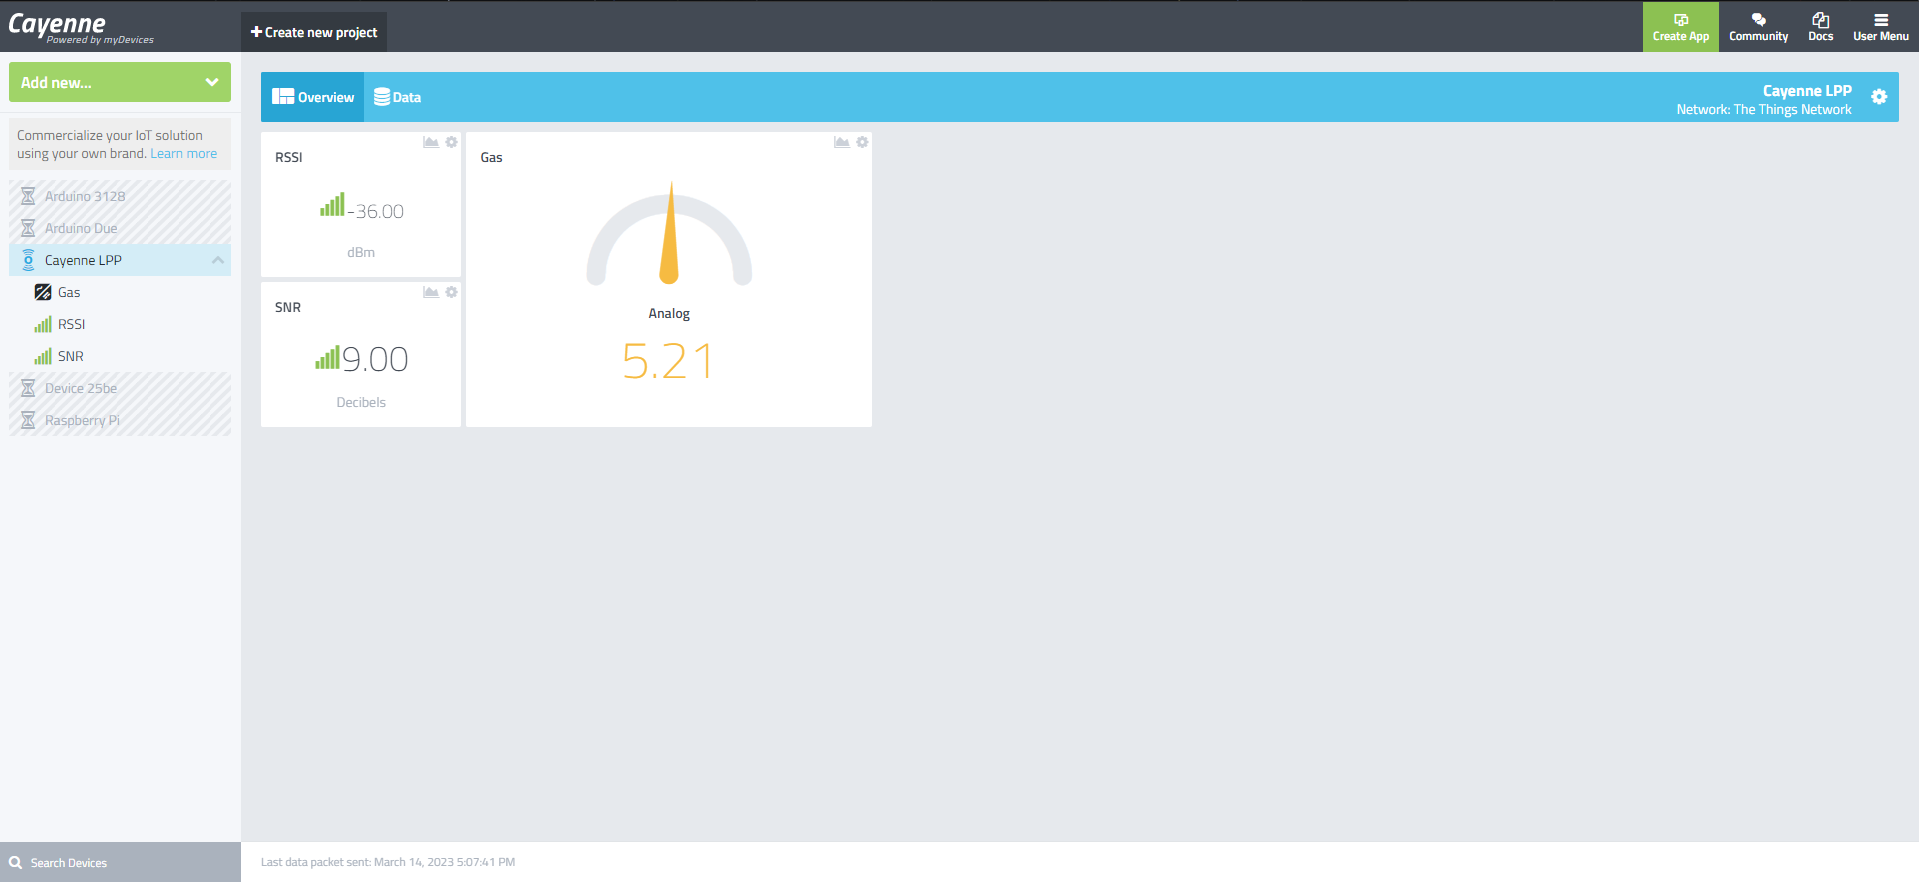 Cayenne
Powered by myDevices
Create new project
Create App
Community
Docs
User Menu
Add new...
Commercialize your IoT solution
using your own brand. Learn more
Arduino 3128
Arduino Due
Cayenne LPP
Gas
RSSI
SNR
Device 25be
Raspberry Pi
Search Devices
Overview
Data
Cayenne LPP
Network: The Things Network
RSSI
-36.00
dBm
SNR
9.00
Decibels
Gas
Analog
5.21
Last data packet sent: March 14, 2023 5:07:41 PM